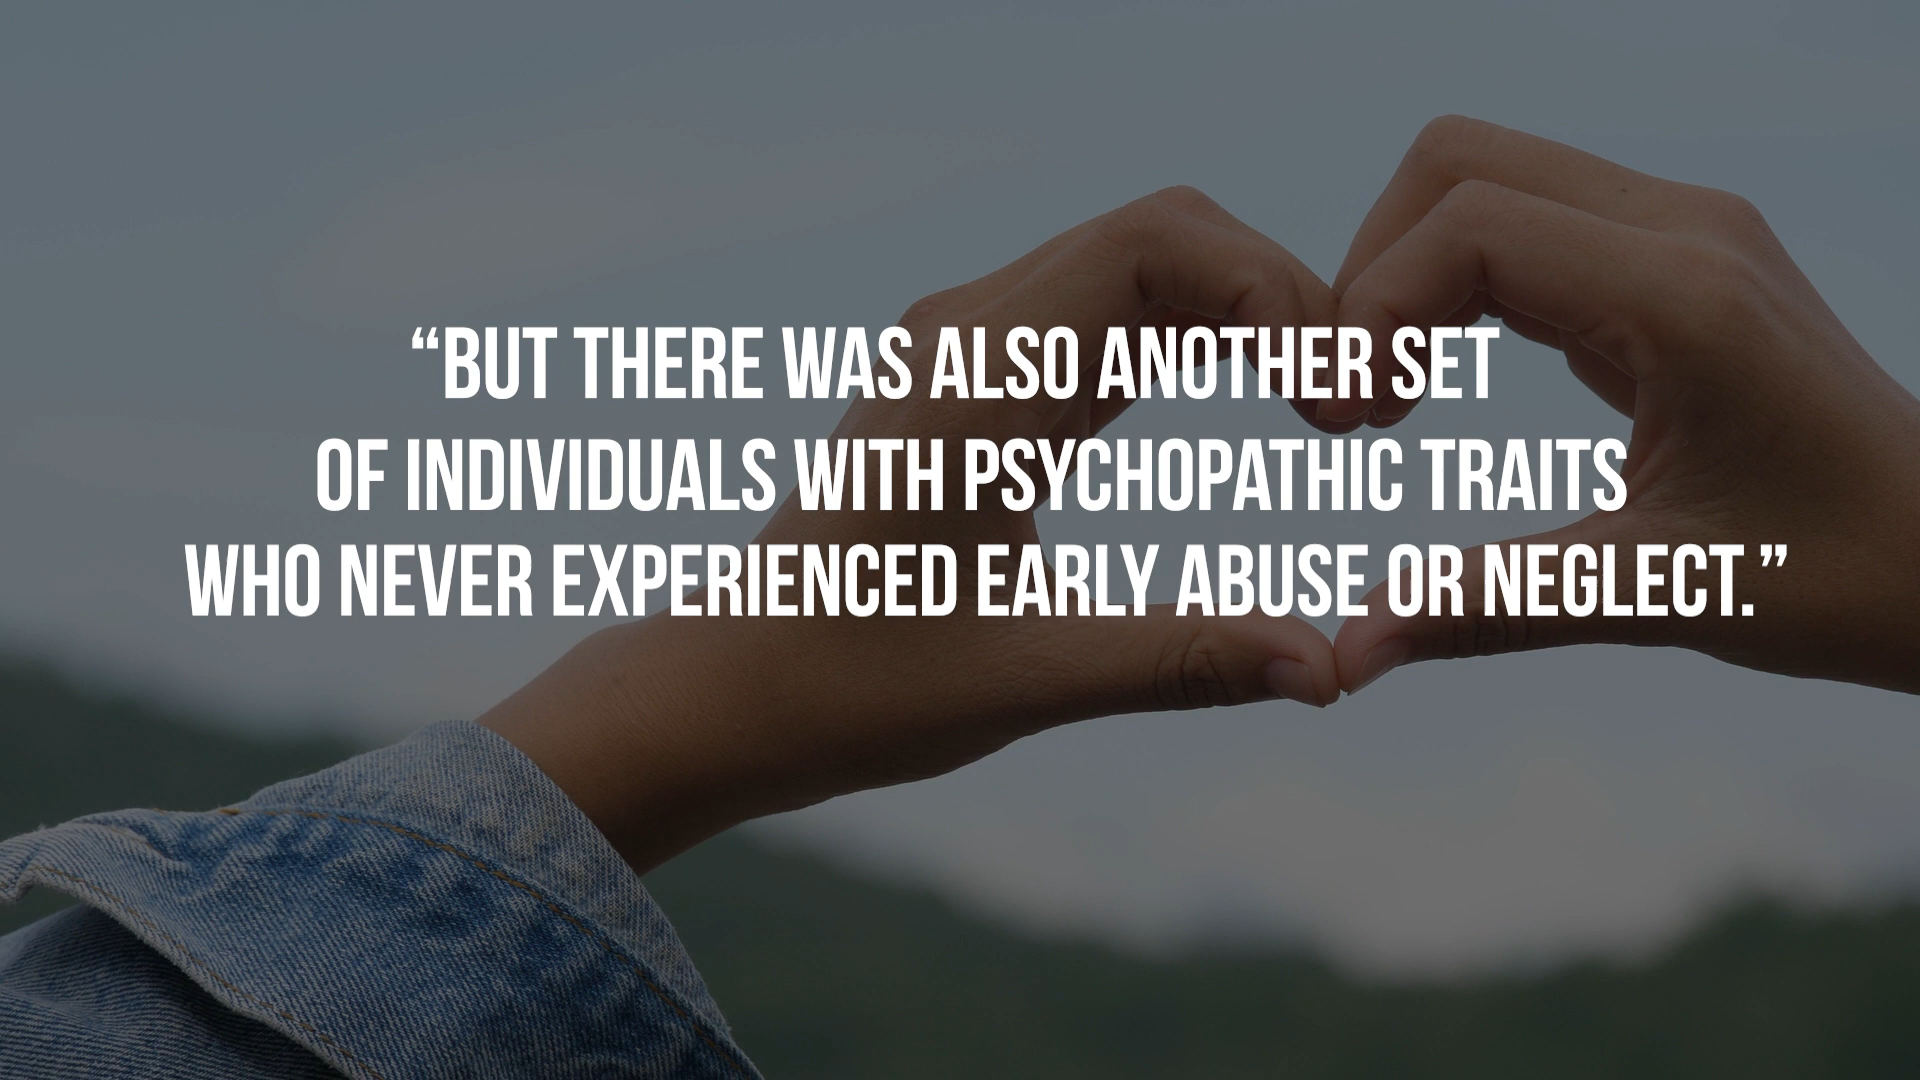 “BUT THERE WAS ALSO ANOTHER SET
OF INDIVIDUALS WITH PSYCHOPATHIC TRAITS
WHO NEVER EXPERIENCED EARLY ABUSE OR NEGLECT.”